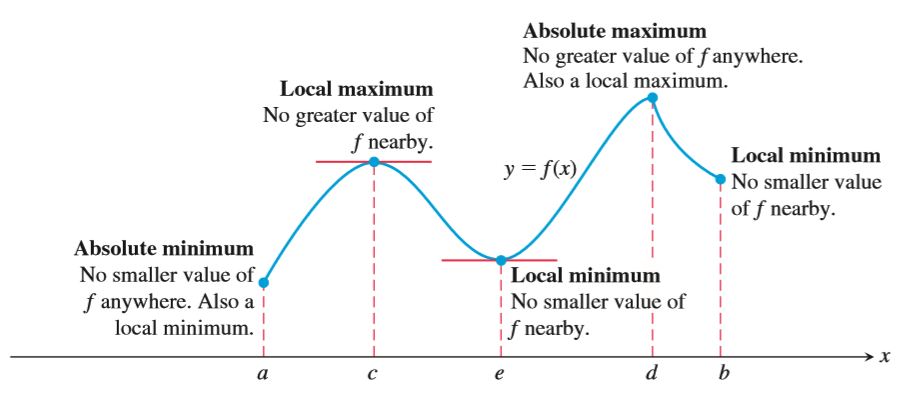 Absolute maximum
No greater value of f anywhere.
Also a local maximum.
Local maximum
No greater value of
f nearby.
y = f(x)
Local minimum
No smaller value
of f nearby.
Absolute minimum
No smaller value of
f anywhere. Also a
local minimum.
Local minimum
No smaller value of
f nearby.
x
a
c
e
d
b